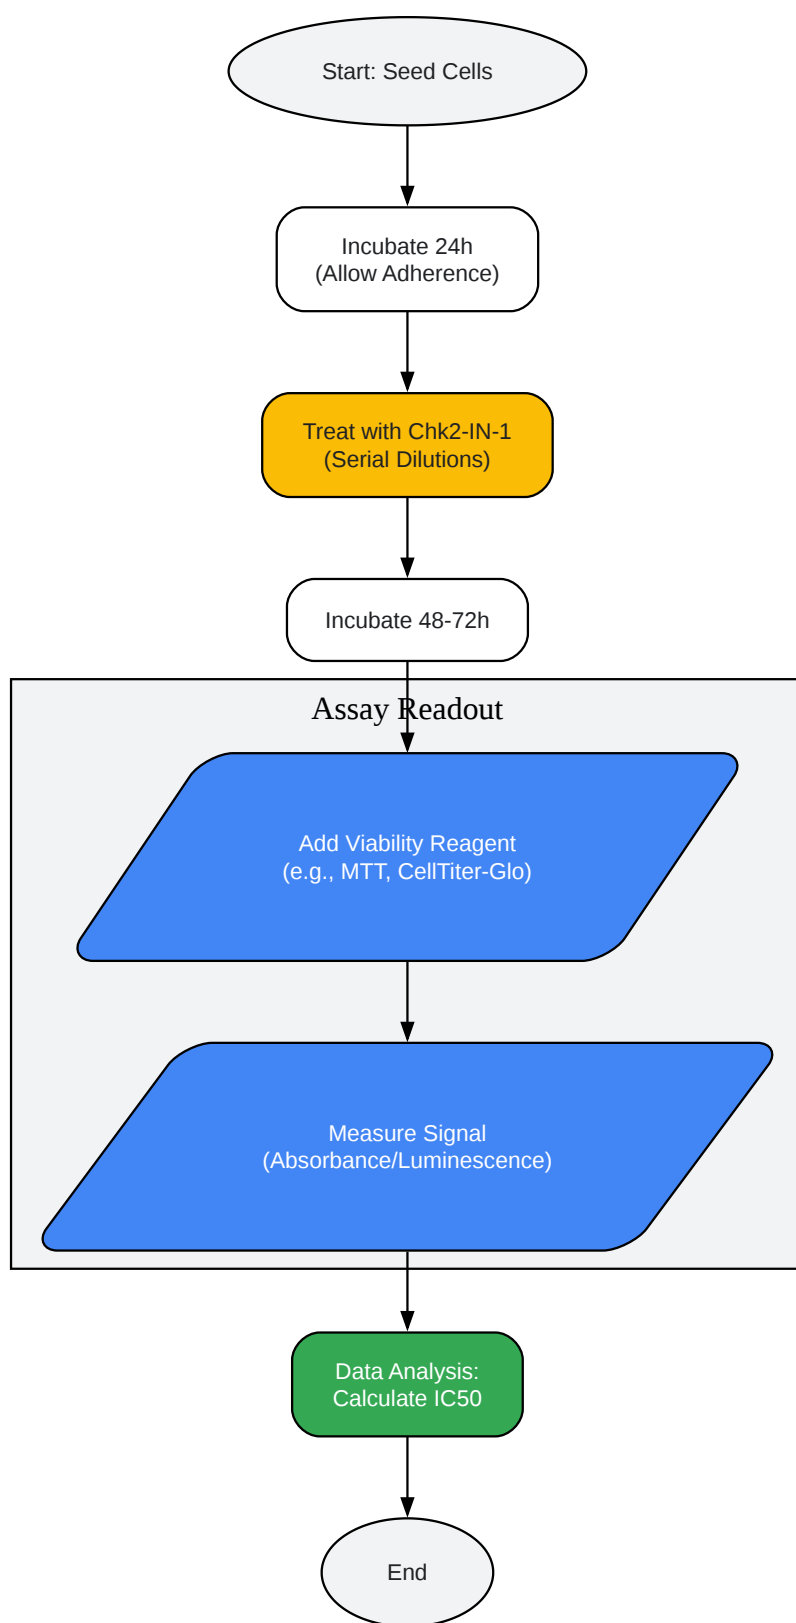 Start: Seed Cells
Incubate 24h
(Allow Adherence)
Treat with Chk2-IN-1
(Serial Dilutions)
Incubate 48-72h
Assay Readout
Add Viability Reagent
(e.g., MTT, CellTiter-Glo)
Measure Signal
(Absorbance/Luminescence)
Data Analysis:
Calculate IC50
End